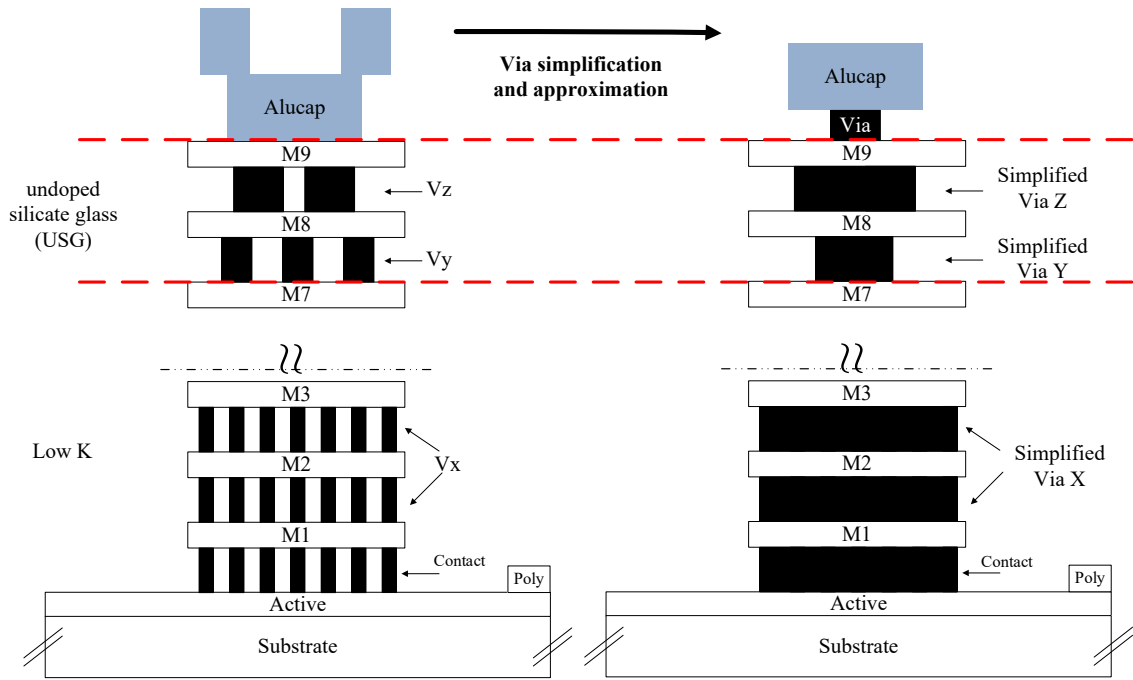 Via simplification
and approximation
Alucap
M9
Vz
M8
Vy
M7
undoped
silicate glass
(USG)
M3
Vx
M2
M1
Contact
Poly
Active
Substrate
Low K
Alucap
Via
M9
Simplified
Via Z
M8
Simplified
Via Y
M7
M3
Simplified
Via X
M2
M1
Contact
Poly
Active
Substrate